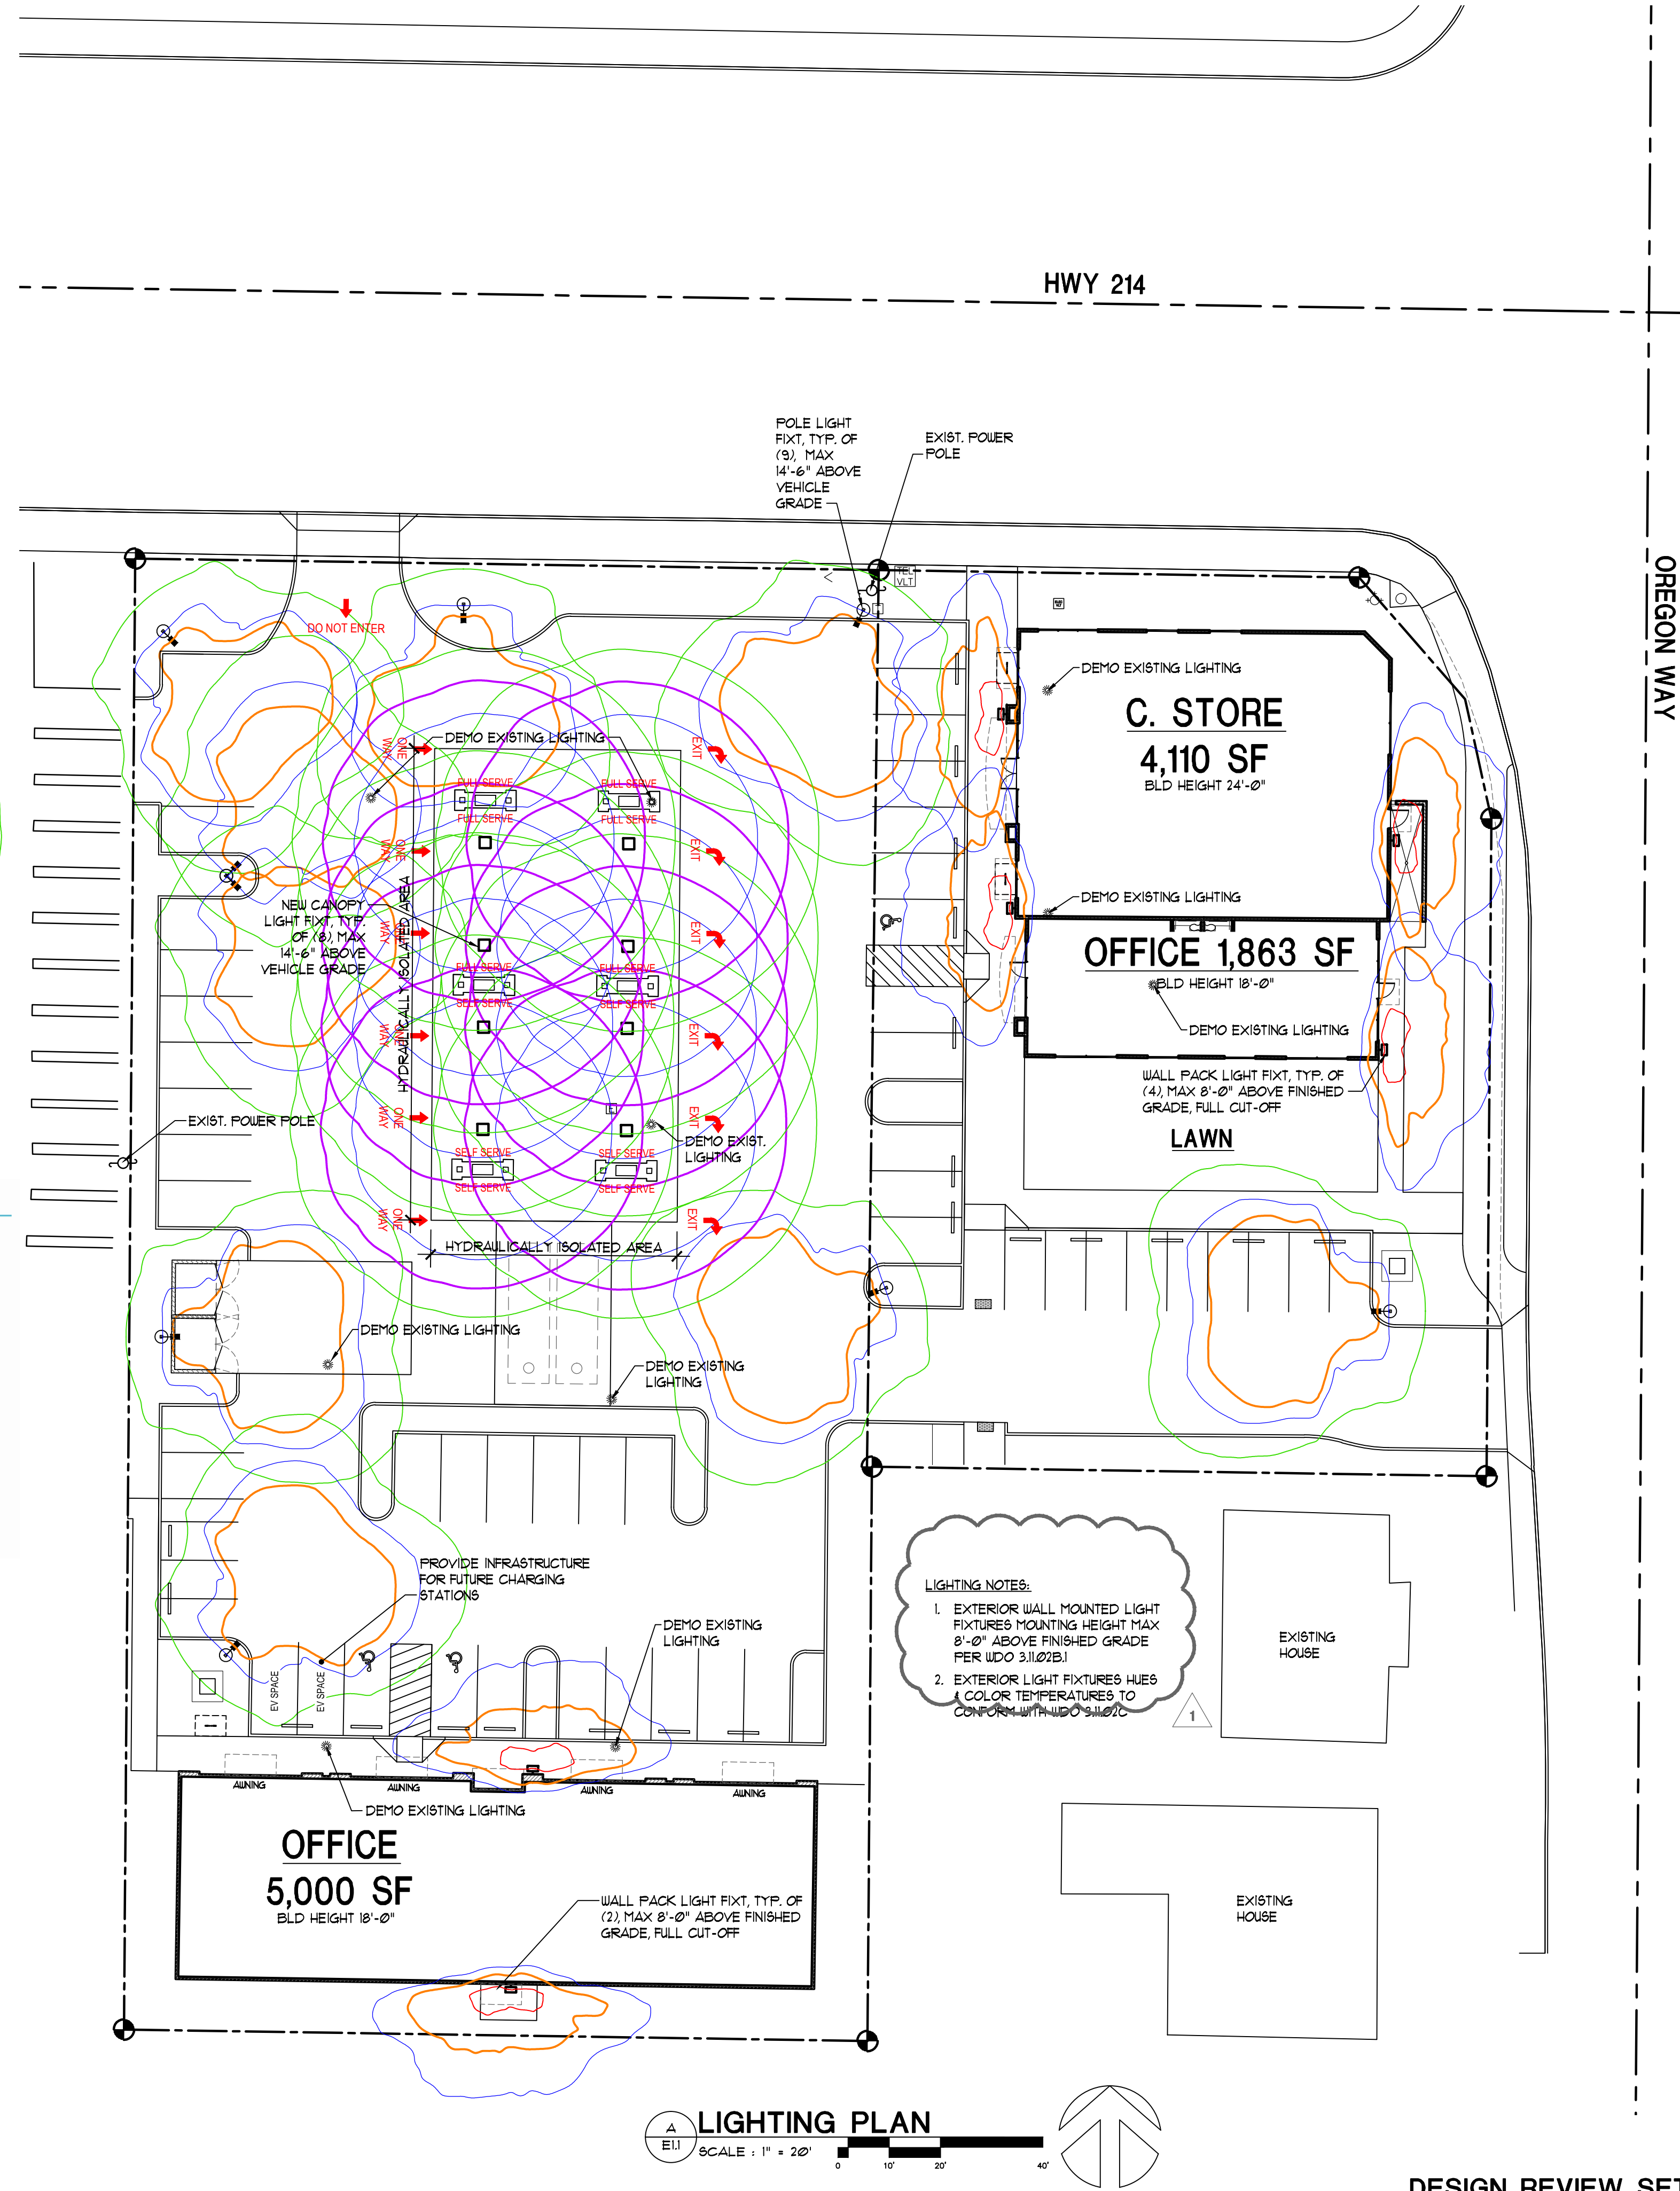 HWY 214
OREGON WAY
POLE LIGHT
FIXT, TYP. OF
(9), MAX
14'-6" ABOVE
VEHICLE
GRADE
EXIST. POWER
POLE
TEL
VLT
DO NOT ENTER
DEMO EXISTING LIGHTING
C. STORE
4,110 SF
BLD HEIGHT 24'-0"
DEMO EXISTING LIGHTING
ONE
WAY
EXIT
FULL SERVE
FULL SERVE
FULL SERVE
FULL SERVE
ONE
WAY
EXIT
DEMO EXISTING LIGHTING
NEW CANOPY
LIGHT FIXT, TYP.
OF (8), MAX
14'-6" ABOVE
VEHICLE GRADE
HYDRAULICALLY ISOLATED AREA
ONE
WAY
EXIT
OFFICE 1,863 SF
BLD HEIGHT 18'-0"
FULL SERVE
FULL SERVE
SELF SERVE
SELF SERVE
DEMO EXISTING LIGHTING
ONE
WAY
EXIT
WALL PACK LIGHT FIXT, TYP. OF
(4), MAX 8'-0" ABOVE FINISHED
GRADE, FULL CUT-OFF
LAWN
EXIST. POWER POLE
ONE
WAY
EXIT
DEMO EXIST.
LIGHTING
SELF SERVE
SELF SERVE
SELF SERVE
SELF SERVE
ONE
WAY
EXIT
HYDRAULICALLY ISOLATED AREA
DEMO EXISTING LIGHTING
DEMO EXISTING
LIGHTING
PROVIDE INFRASTRUCTURE
FOR FUTURE CHARGING
STATIONS
LIGHTING NOTES:
1. EXTERIOR WALL MOUNTED LIGHT
FIXTURES MOUNTING HEIGHT MAX
8'-0" ABOVE FINISHED GRADE
PER WDO 3.11.02B.1
2. EXTERIOR LIGHT FIXTURES HUES
& COLOR TEMPERATURES TO
CONFORM WITH WDO 3.11.02C
1
EXISTING
HOUSE
DEMO EXISTING
LIGHTING
EV SPACE
EV SPACE
AWNING
AWNING
AWNING
AWNING
DEMO EXISTING LIGHTING
OFFICE
5,000 SF
BLD HEIGHT 18'-0"
WALL PACK LIGHT FIXT, TYP. OF
(2), MAX 8'-0" ABOVE FINISHED
GRADE, FULL CUT-OFF
EXISTING
HOUSE
A
E1.1
LIGHTING PLAN
SCALE : 1" = 20'
0 10' 20' 40'
DESIGN REVIEW SET